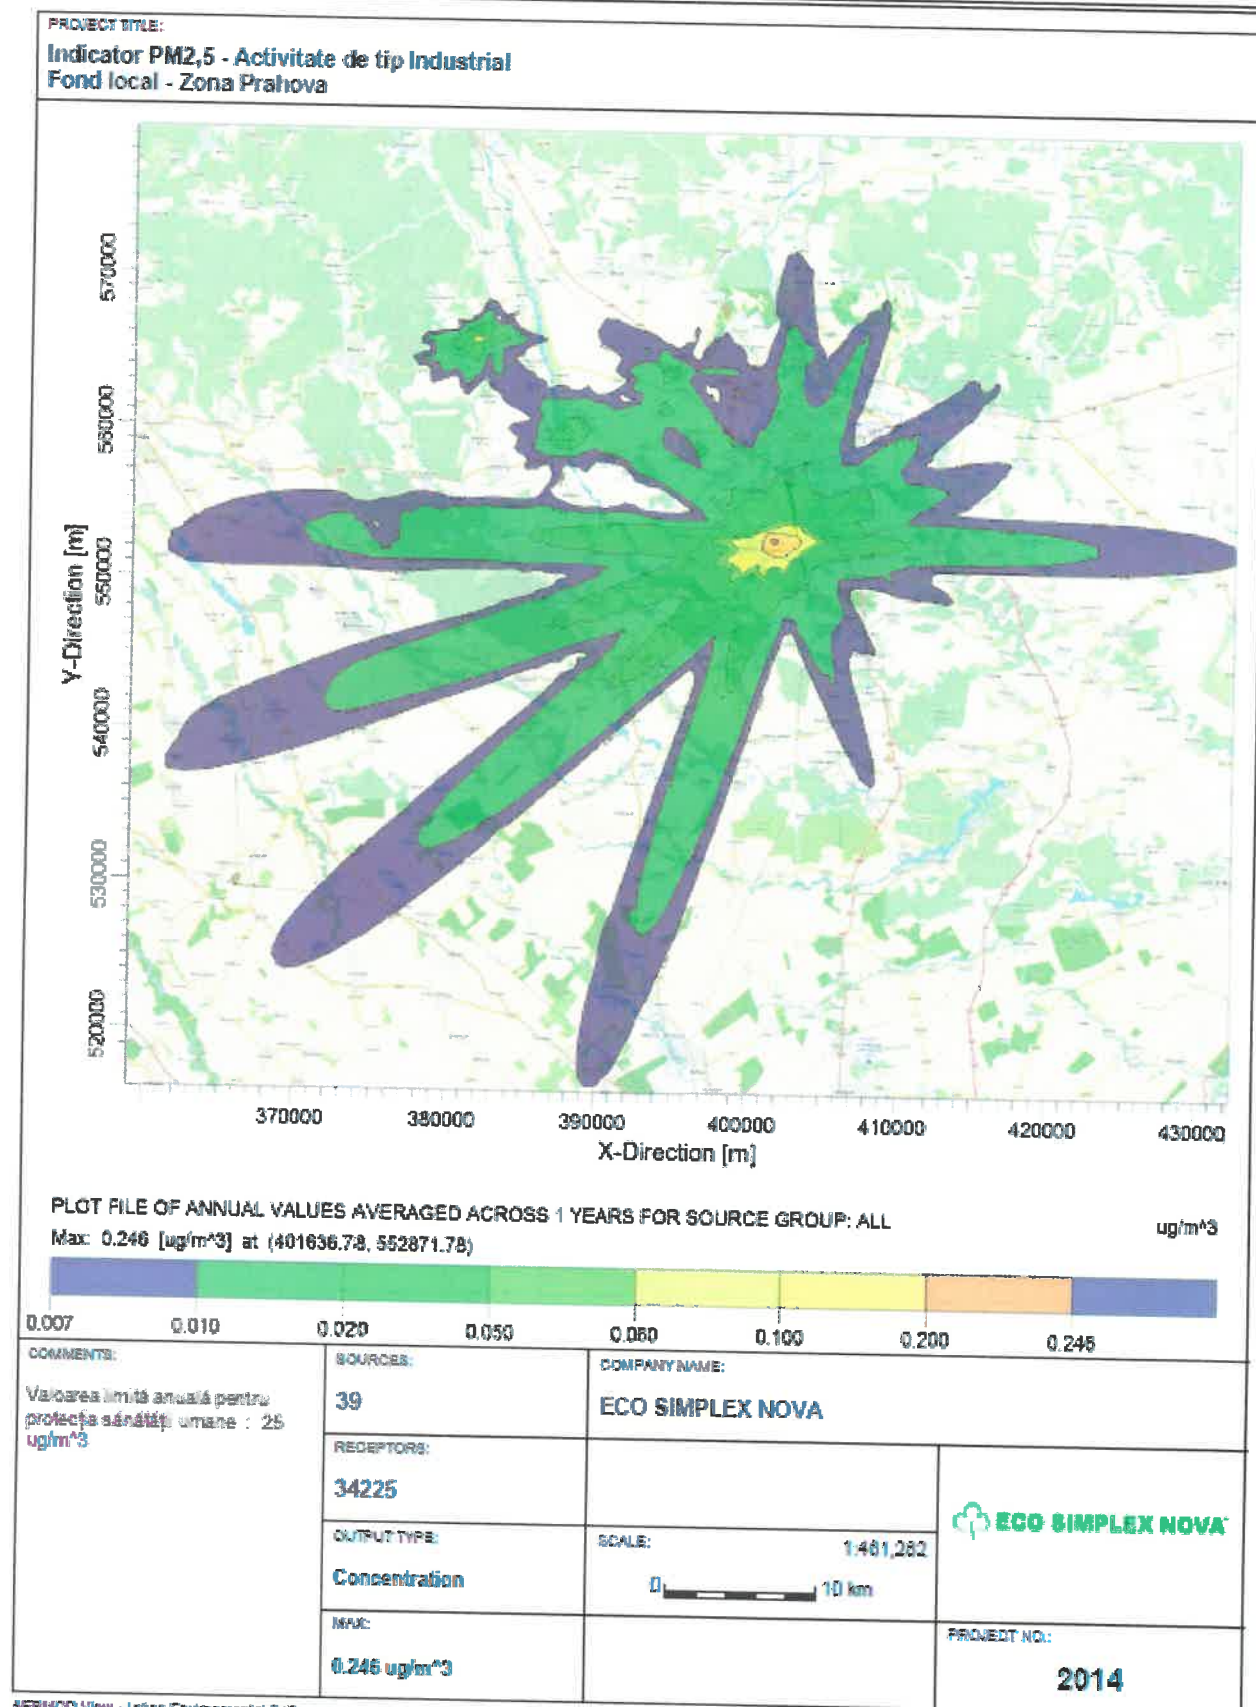 PROJECT TITLE:
Indicator PM2,5 - Activitate de tip Industrial
Fond local - Zona Prahova
Y-Direction [m]
570000
560000
550000
540000
530000
520000
370000 380000 390000 400000 410000 420000 430000
X-Direction [m]
PLOT FILE OF ANNUAL VALUES AVERAGED ACROSS 1 YEARS FOR SOURCE GROUP: ALL
ug/m^3
Max: 0.246 [ug/m^3] at (401636.78, 552871.78)
0.007 0.010 0.020 0.050 0.080 0.100 0.200 0.245
COMMENTS:
Valoarea limită anuală pentru
protecția sănătăți umane : 25
ug/m^3
SOURCES:
39
RECEPTORS:
34225
OUTPUT TYPE:
Concentration
MAX:
0.246 ug/m^3
COMPANY NAME:
ECO SIMPLEX NOVA
SCALE: 1:461,282
0 10 km
ECO SIMPLEX NOVA
PROJECT NO.:
2014